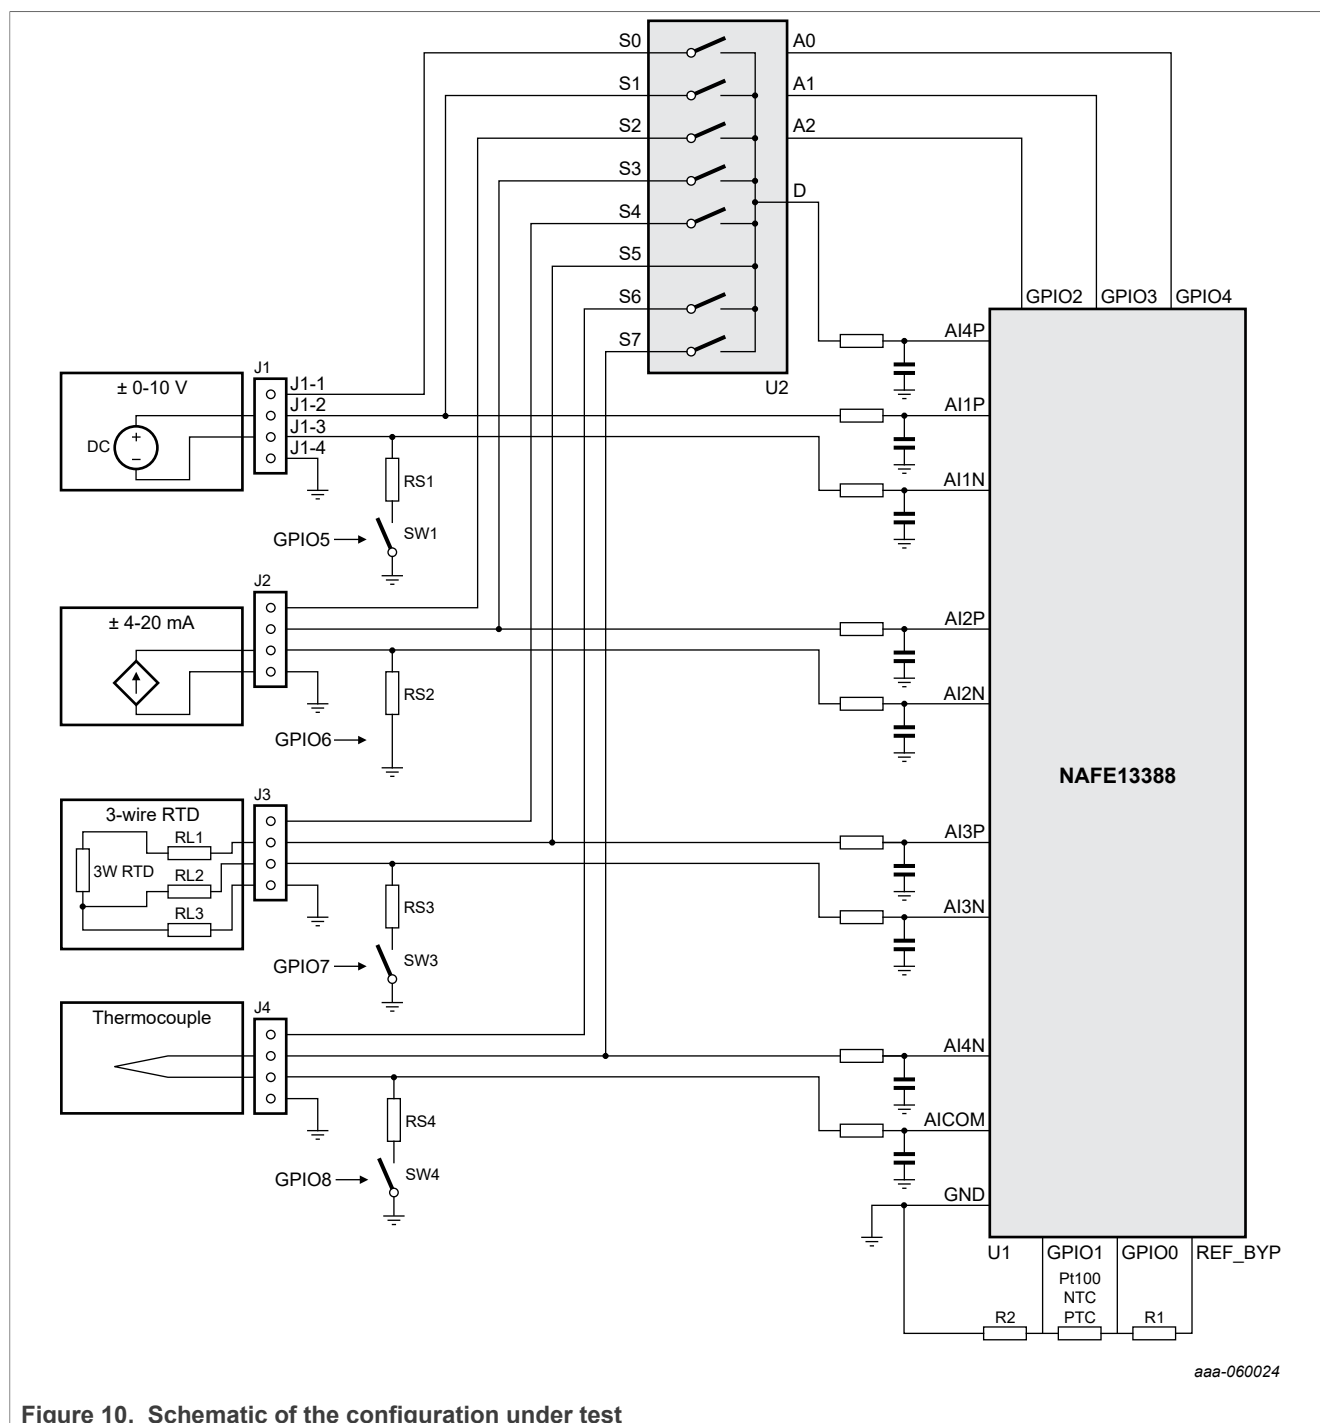 S0
A0
S1
A1
S2
A2
S3
D
S4
S5
S6
S7
U2
GPIO2
GPIO3
GPIO4
AI4P
± 0-10 V
DC
+
−
J1
J1-1
J1-2
J1-3
J1-4
AI1P
AI1N
RS1
GPIO5
SW1
± 4-20 mA
J2
AI2P
AI2N
RS2
GPIO6
NAFE13388
3-wire RTD
RL1
3W RTD
RL2
RL3
J3
AI3P
AI3N
RS3
GPIO7
SW3
Thermocouple
J4
AI4N
AICOM
RS4
GPIO8
SW4
GND
U1
GPIO1
GPIO0
REF_BYP
Pt100
NTC
PTC
R2
R1
aaa-060024
Figure 10. Schematic of the configuration under test